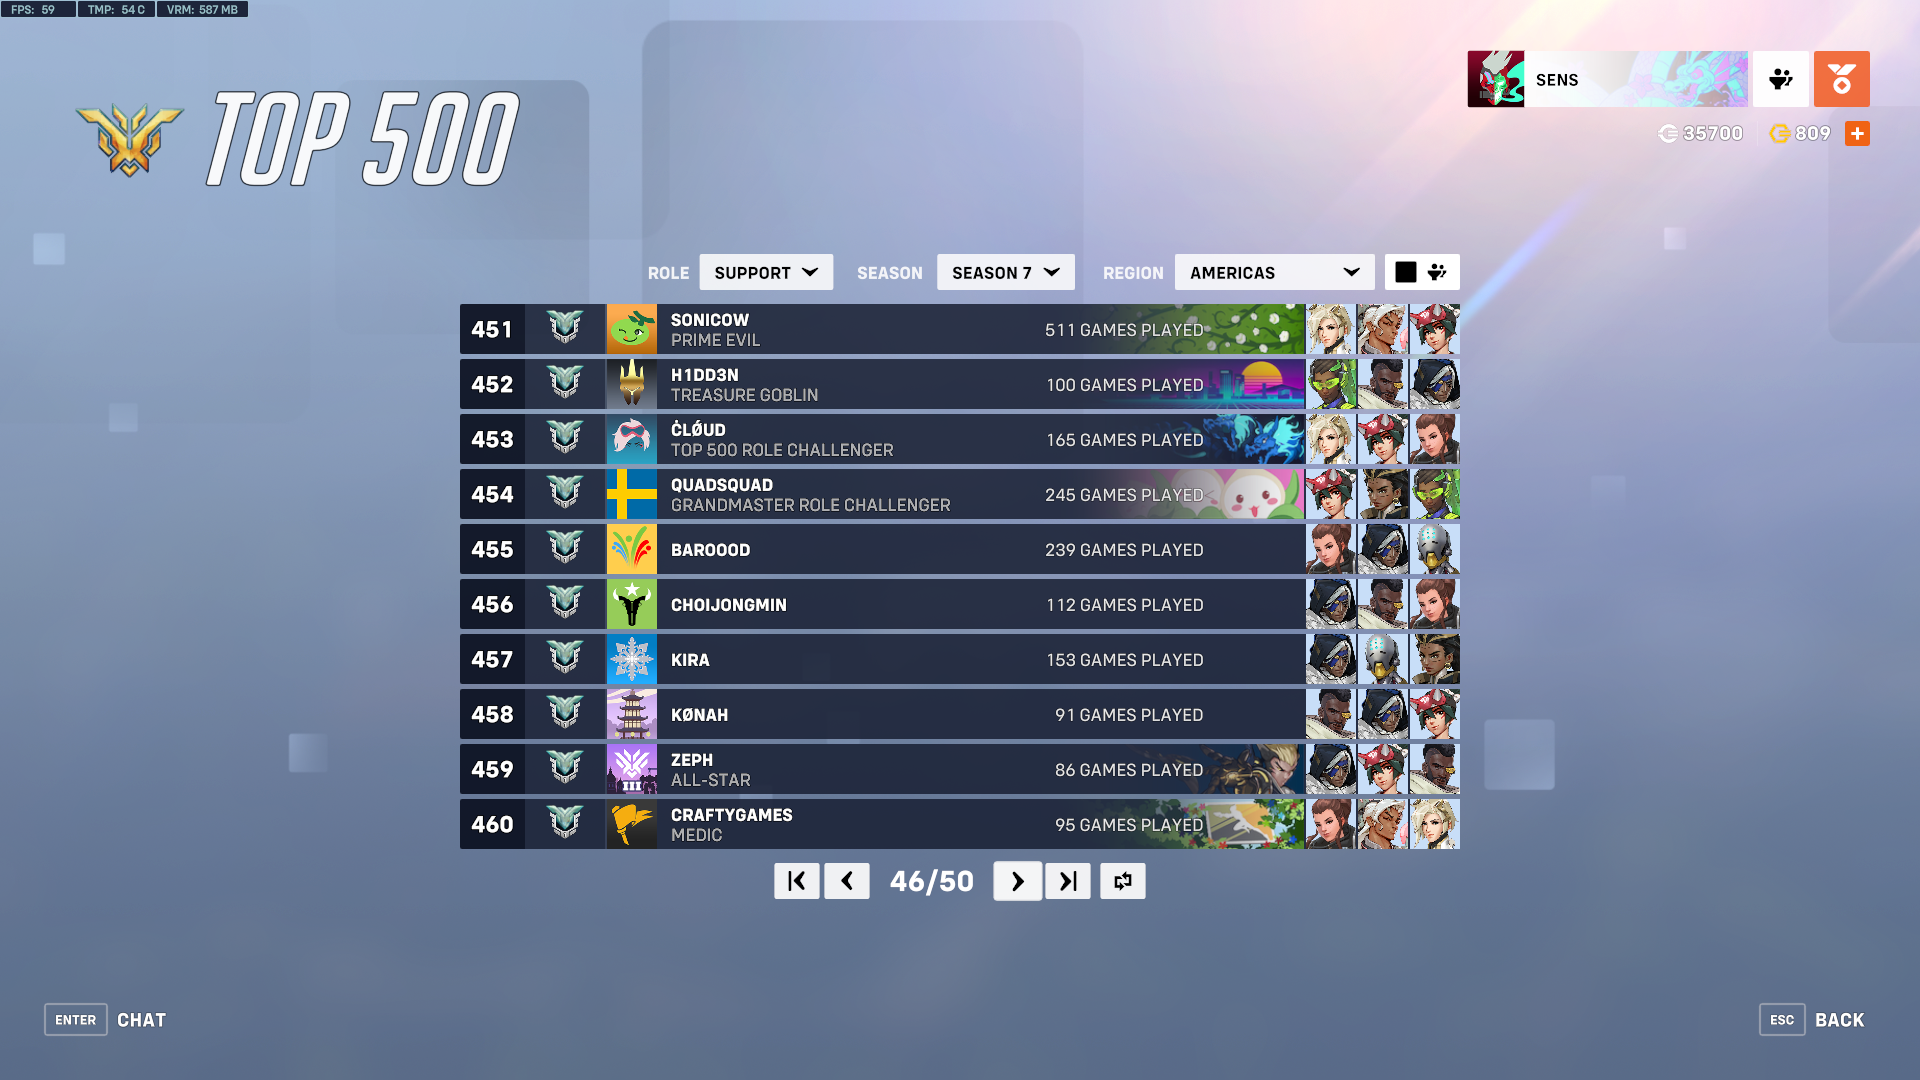 FPS: 59 TMP: 54 C VRM: 587 MB
TOP 500
SENS
35700 809
ROLE SUPPORT SEASON SEASON 7 REGION AMERICAS
451 SONICOW 511 GAMES PLAYED
PRIME EVIL
452 H1DD3N 100 GAMES PLAYED
TREASURE GOBLIN
453 ĊLǾUD 165 GAMES PLAYED
TOP 500 ROLE CHALLENGER
454 QUADSQUAD 245 GAMES PLAYED
GRANDMASTER ROLE CHALLENGER
455 BAROOOD 239 GAMES PLAYED
456 CHOIJONGMIN 112 GAMES PLAYED
457 KIRA 153 GAMES PLAYED
458 KØNAH 91 GAMES PLAYED
459 ZEPH 86 GAMES PLAYED
ALL-STAR
460 CRAFTYGAMES 95 GAMES PLAYED
MEDIC
46/50
ENTER CHAT
ESC BACK